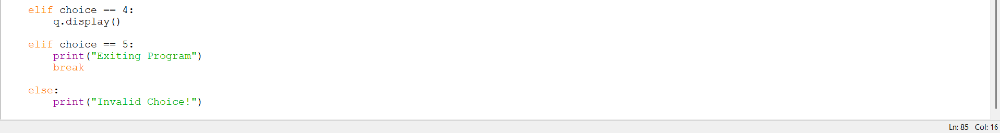 elif choice == 4:
    q.display()
elif choice == 5:
    print("Exiting Program")
    break
else:
    print("Invalid Choice!")
Ln: 85 Col: 16